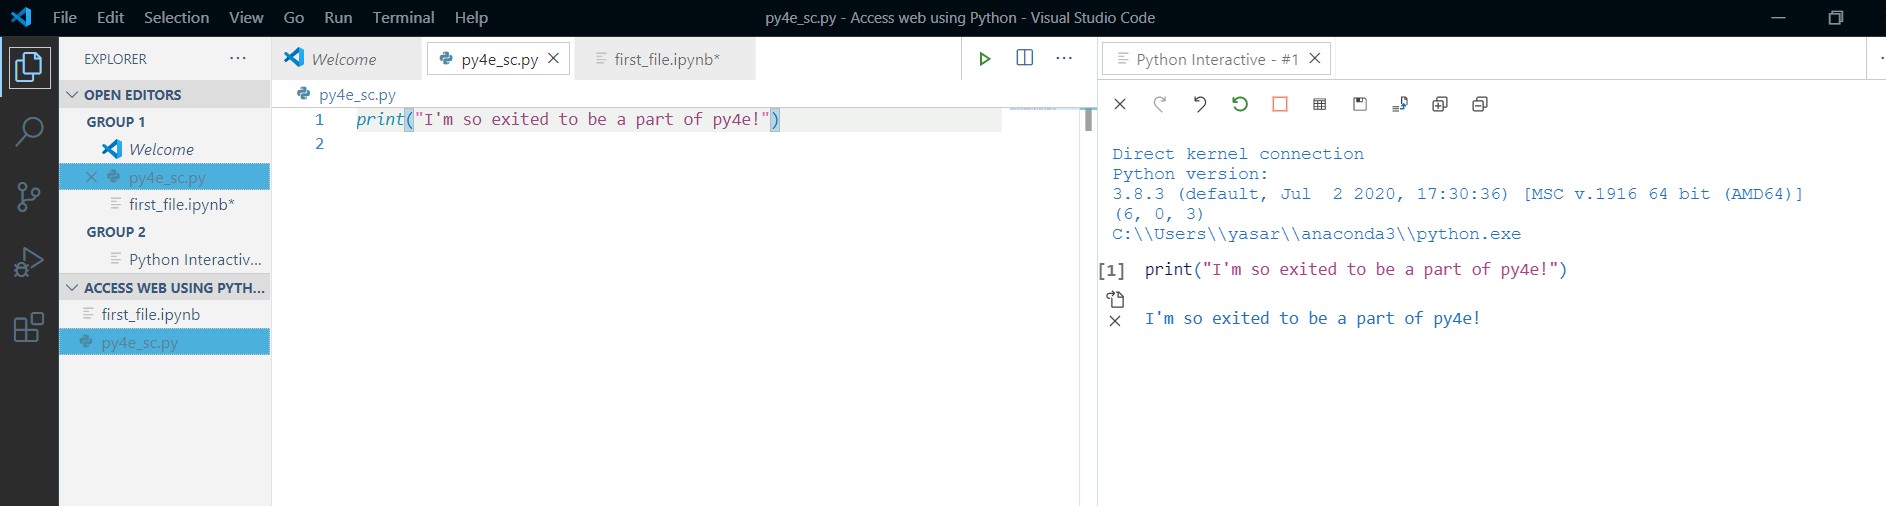 File Edit Selection View Go Run Terminal Help py4e_sc.py - Access web using Python - Visual Studio Code
EXPLORER
OPEN EDITORS
GROUP 1
Welcome
py4e_sc.py
first_file.ipynb*
GROUP 2
Python Interactiv...
ACCESS WEB USING PYTH...
first_file.ipynb
py4e_sc.py
Welcome py4e_sc.py first_file.ipynb*
py4e_sc.py
1 print("I'm so exited to be a part of py4e!")
2
Python Interactive - #1
Direct kernel connection
Python version:
3.8.3 (default, Jul  2 2020, 17:30:36) [MSC v.1916 64 bit (AMD64)]
(6, 0, 3)
C:\\Users\\yasar\\anaconda3\\python.exe
[1] print("I'm so exited to be a part of py4e!")
I'm so exited to be a part of py4e!